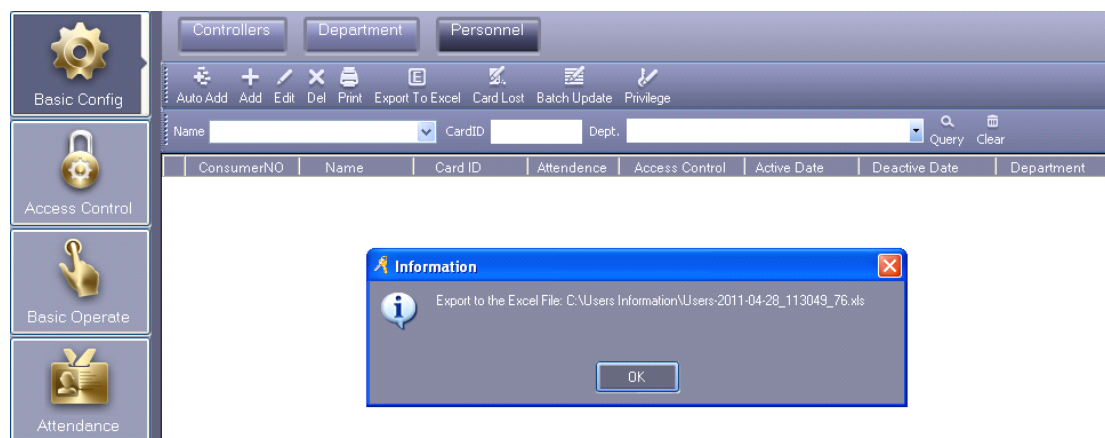 Controllers Department Personnel
Basic Config
Auto Add Add Edit Del Print Export To Excel Card Lost Batch Update Privilege
Name CardID Dept. Query Clear
ConsumerNO Name Card ID Attendence Access Control Active Date Deactive Date Department
Access Control
Information
Export to the Excel File: C:\Users Information\Users-2011-04-28_113049_76.xls
Basic Operate
OK
Attendance